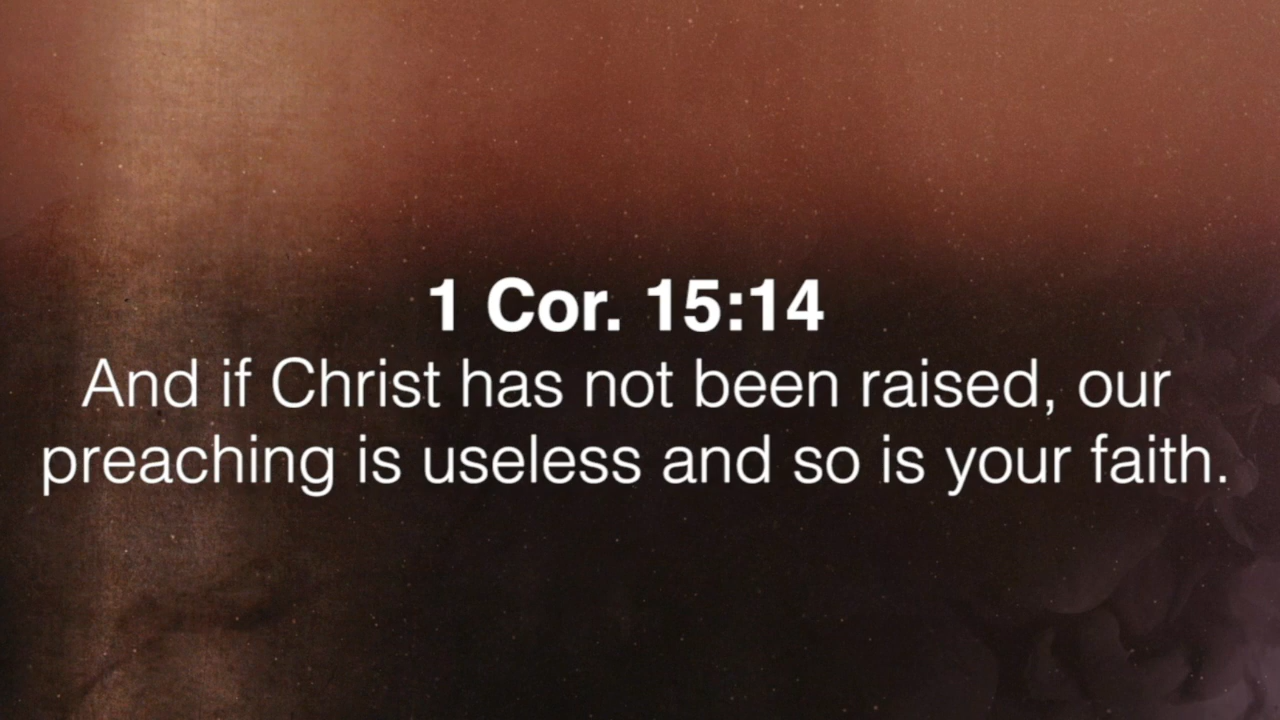 1 Cor. 15:14
And if Christ has not been raised, our
preaching is useless and so is your faith.